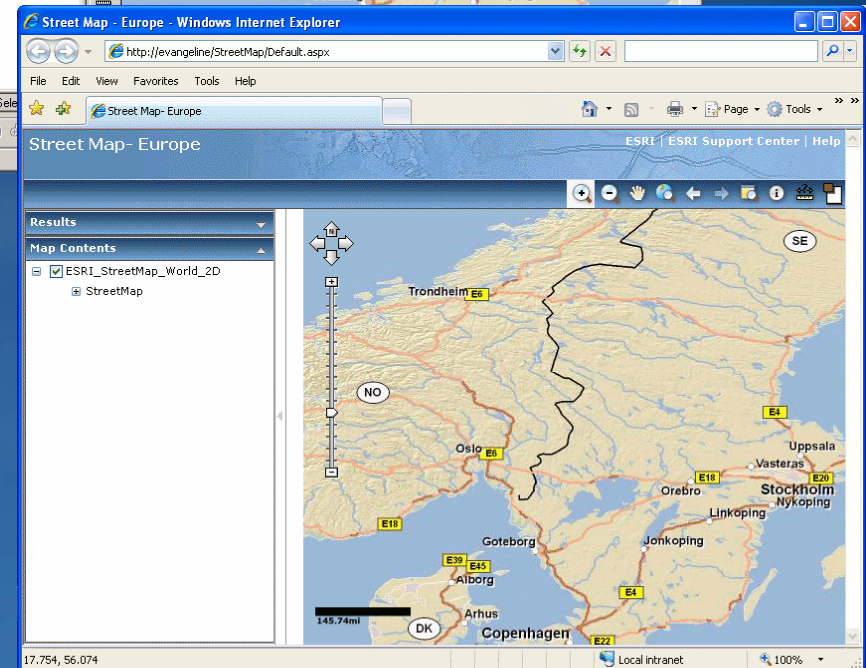 Street Map - Europe - Windows Internet Explorer
http://evangeline/StreetMap/Default.aspx
File Edit View Favorites Tools Help
Street Map- Europe
Page Tools
Street Map- Europe
ESRI | ESRI Support Center | Help
Results
Map Contents
ESRI_StreetMap_World_2D
StreetMap
N
SE
Trondheim E6
NO
E4
Oslo E6
Uppsala
Vasteras
E18 E20
Orebro Stockholm
Nykoping
Linkoping
E18
Goteborg Jonkoping
E39 E45
Alborg
E4
Arhus
145.74mi
DK
Copenhagen
E22
17.754, 56.074
Local intranet
100%